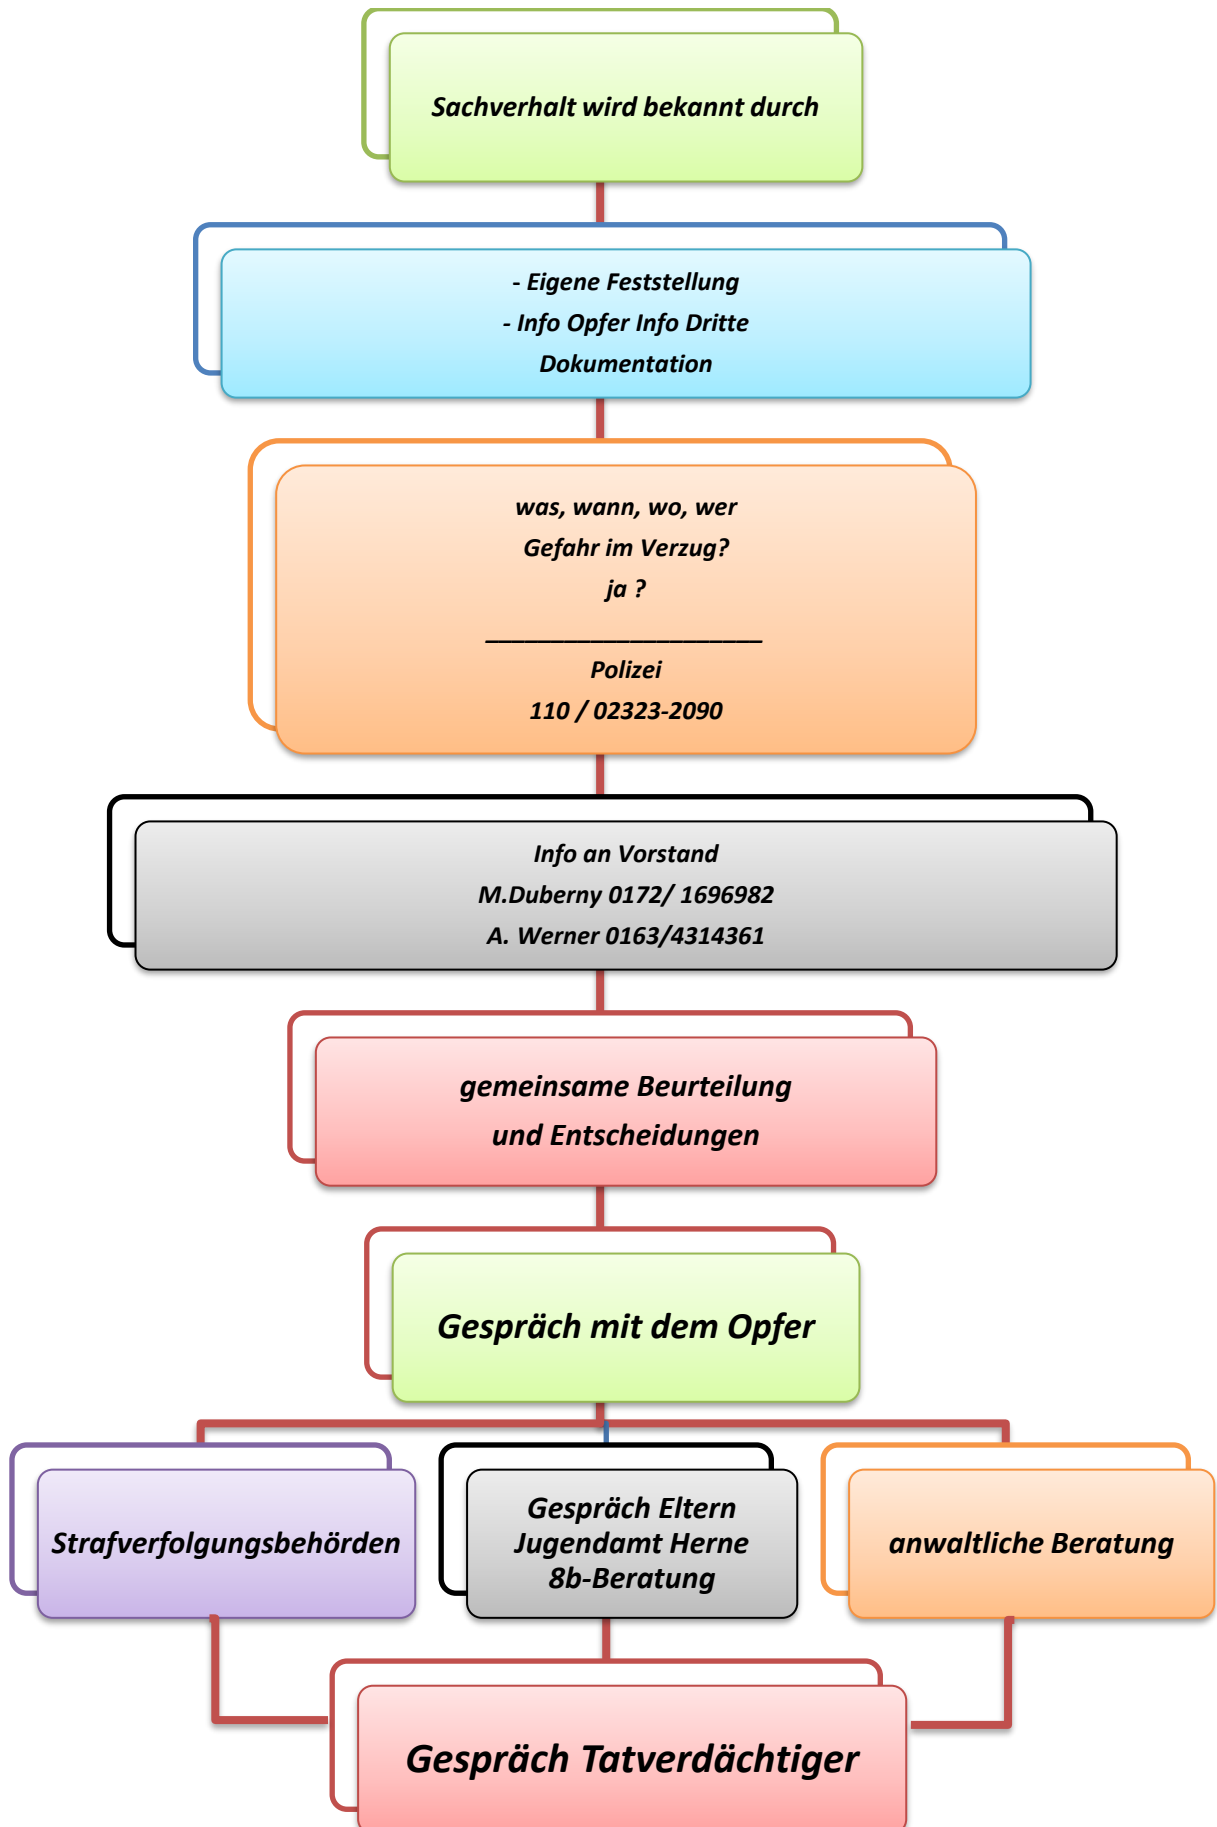 Sachverhalt wird bekannt durch
- Eigene Feststellung
- Info Opfer Info Dritte
Dokumentation
was, wann, wo, wer
Gefahr im Verzug?
ja ?
_____________________
Polizei
110 / 02323-2090
Info an Vorstand
M.Duberny 0172/ 1696982
A. Werner 0163/4314361
gemeinsame Beurteilung
und Entscheidungen
Gespräch mit dem Opfer
Strafverfolgungsbehörden
Gespräch Eltern
Jugendamt Herne
8b-Beratung
anwaltliche Beratung
Gespräch Tatverdächtiger